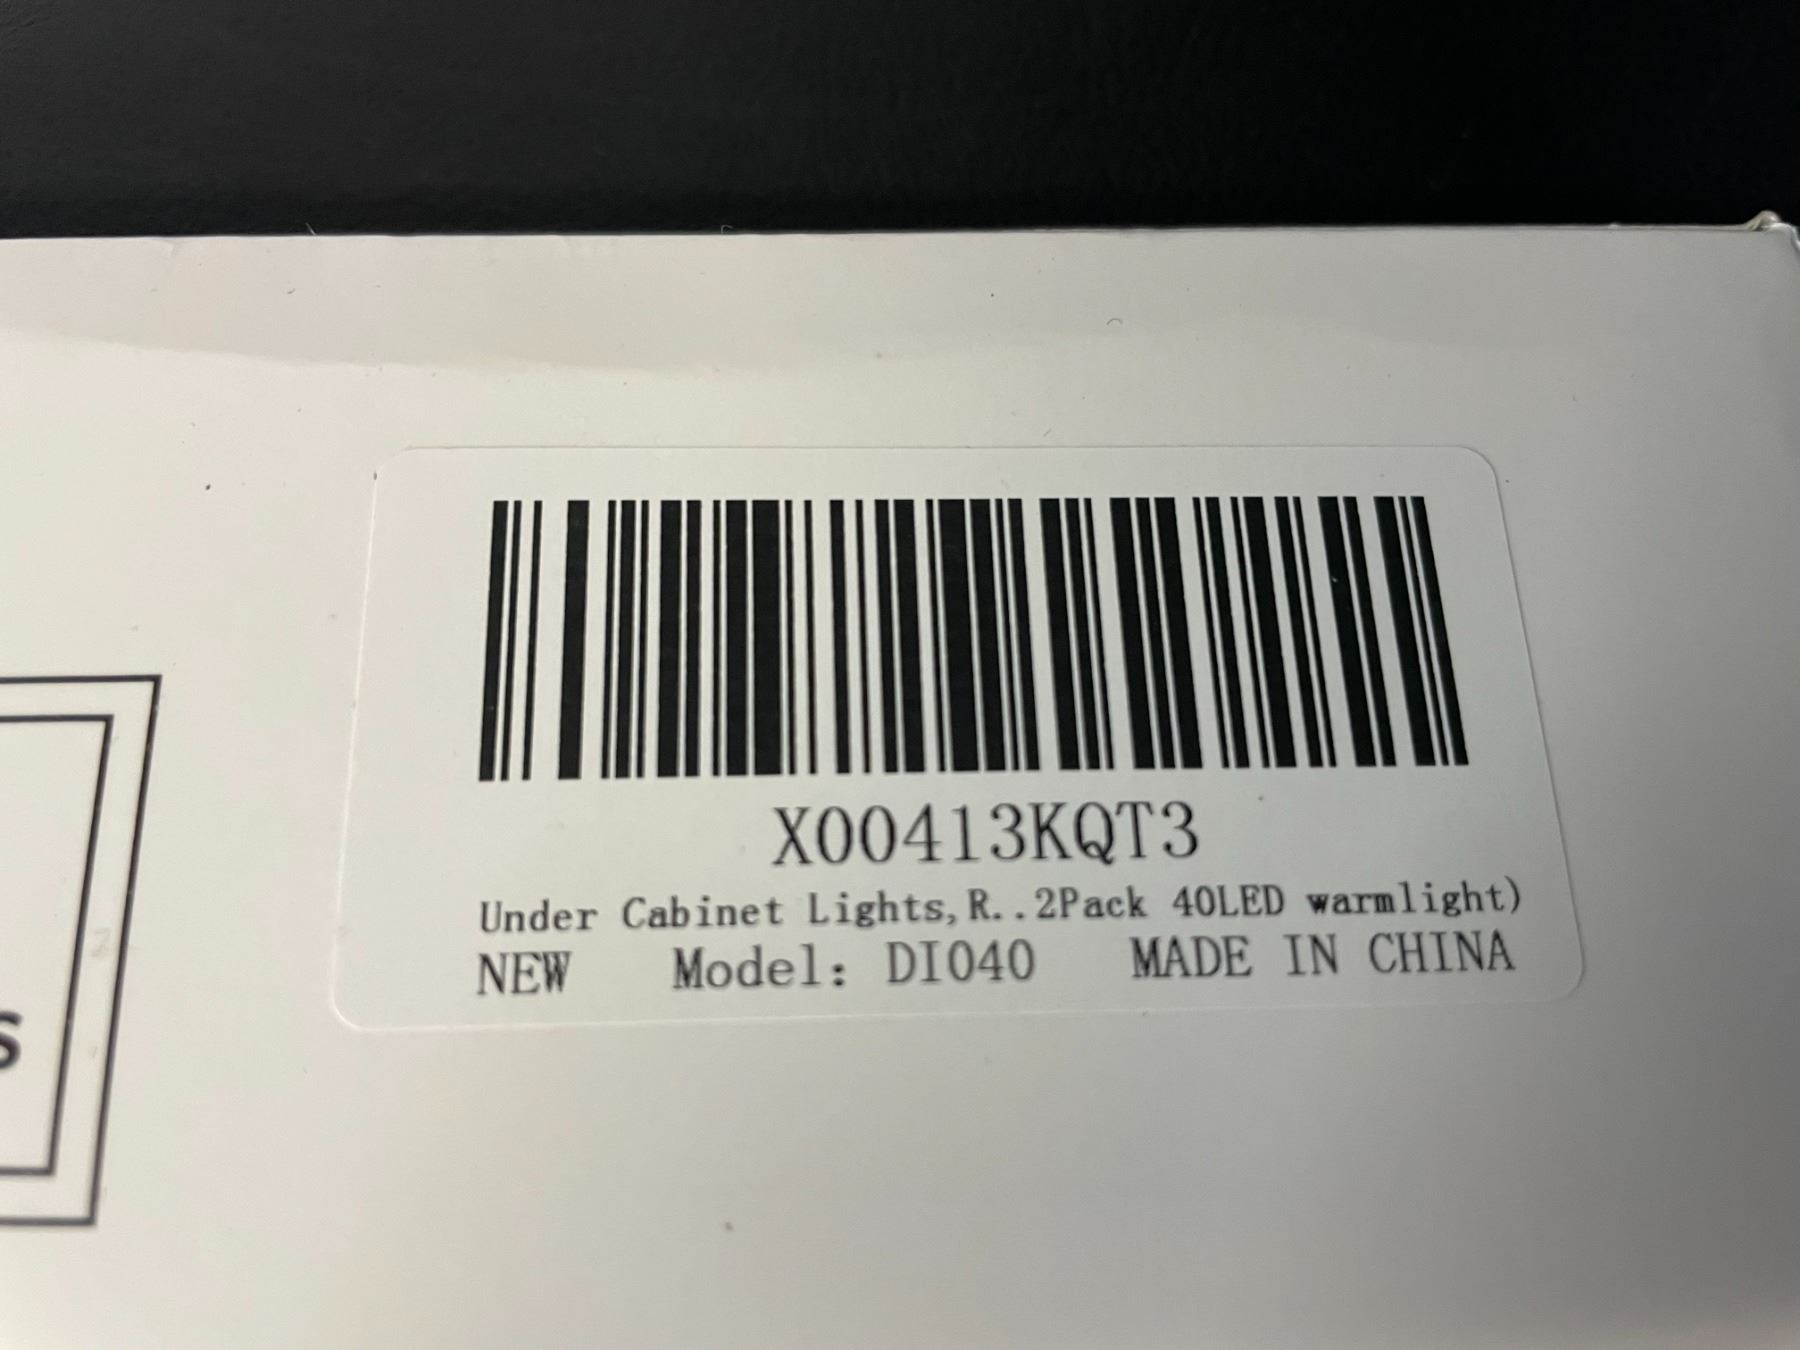 X00413KQT3
Under Cabinet Lights,R..2Pack 40LED warmlight)
NEW Model: DI040 MADE IN CHINA
s